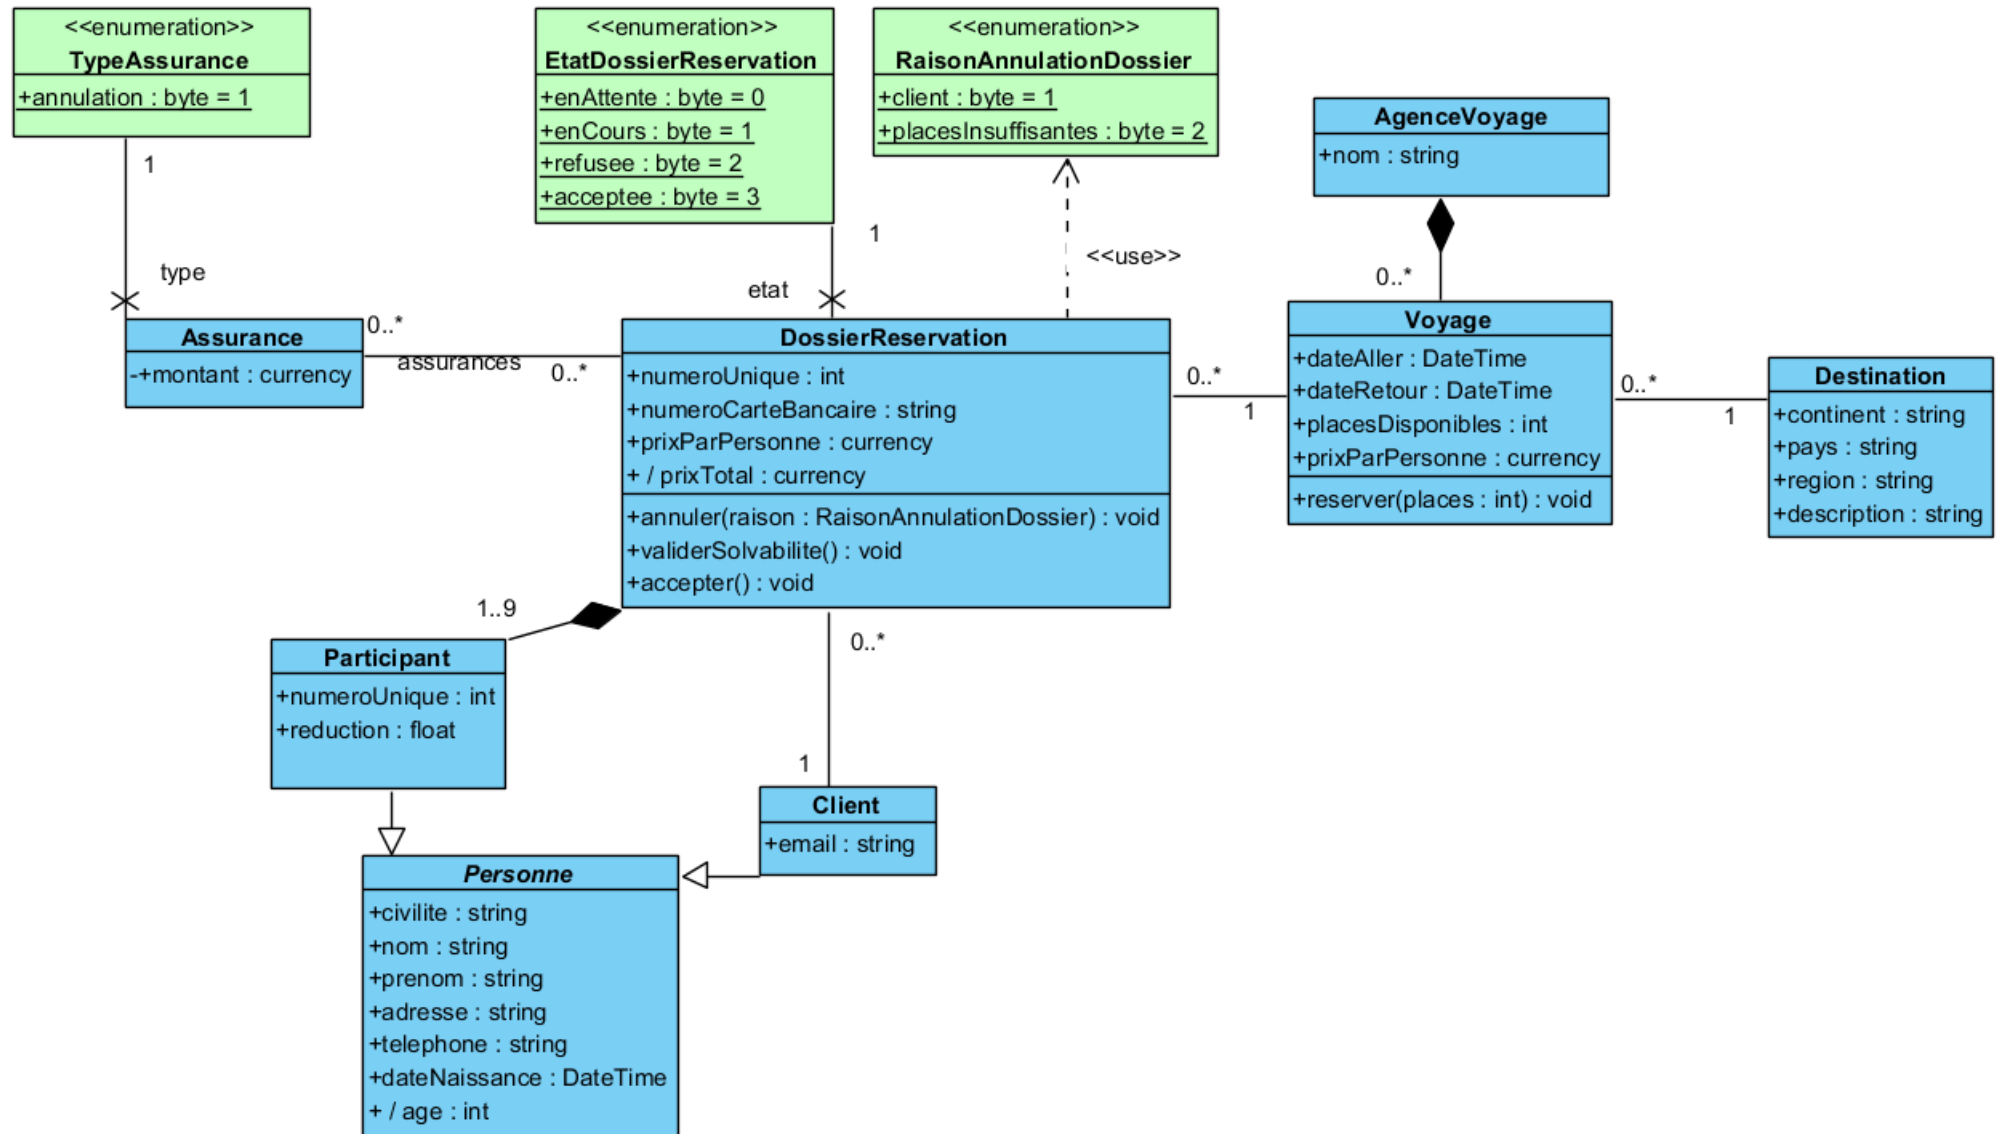 <<enumeration>>
TypeAssurance
+annulation : byte = 1
<<enumeration>>
EtatDossierReservation
+enAttente : byte = 0
+enCours : byte = 1
+refusee : byte = 2
+acceptee : byte = 3
<<enumeration>>
RaisonAnnulationDossier
+client : byte = 1
+placesInsuffisantes : byte = 2
AgenceVoyage
+nom : string
1
type
1
etat
<<use>>
0..*
Assurance
-+montant : currency
0..*
assurances
0..*
DossierReservation
+numeroUnique : int
+numeroCarteBancaire : string
+prixParPersonne : currency
+ / prixTotal : currency
+annuler(raison : RaisonAnnulationDossier) : void
+validerSolvabilite() : void
+accepter() : void
0..*
1
Voyage
+dateAller : DateTime
+dateRetour : DateTime
+placesDisponibles : int
+prixParPersonne : currency
+reserver(places : int) : void
0..*
1
Destination
+continent : string
+pays : string
+region : string
+description : string
1..9
Participant
+numeroUnique : int
+reduction : float
0..*
1
Client
+email : string
Personne
+civilite : string
+nom : string
+prenom : string
+adresse : string
+telephone : string
+dateNaissance : DateTime
+ / age : int